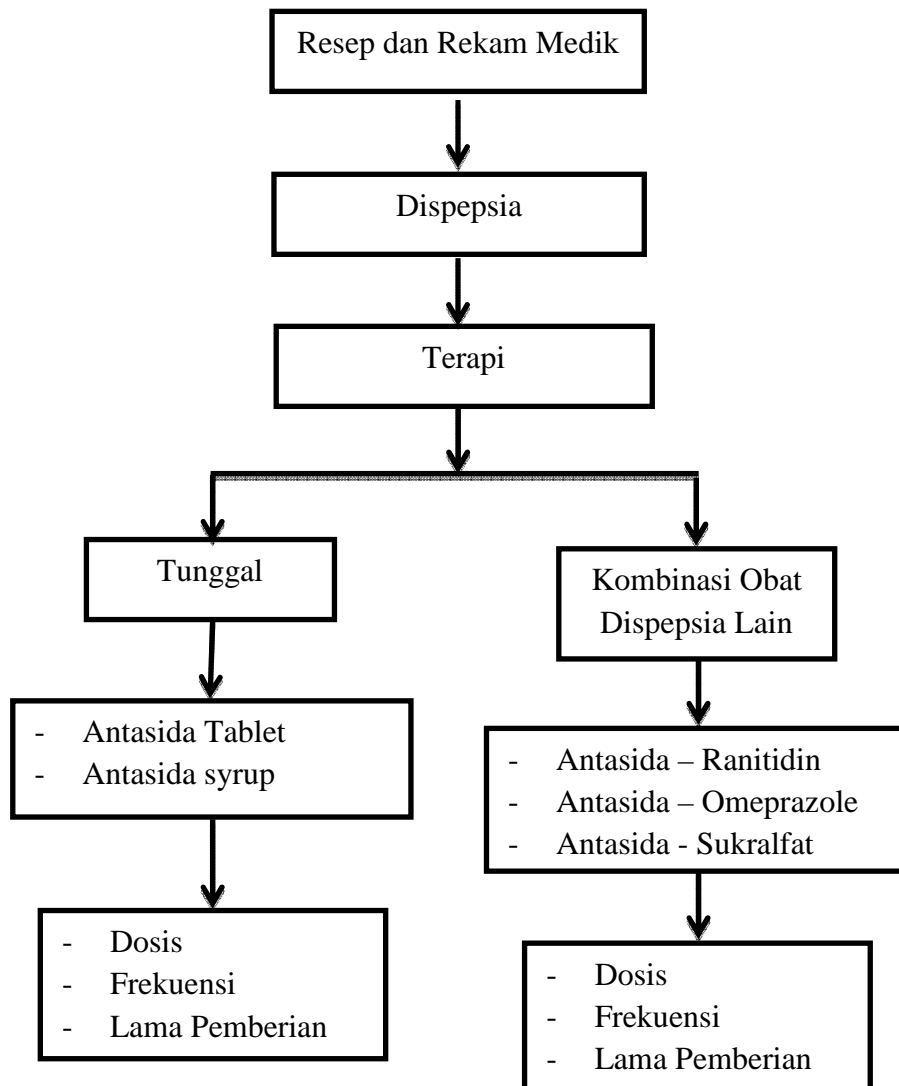 Resep dan Rekam Medik
Dispepsia
Terapi
Tunggal
Kombinasi Obat
Dispepsia Lain
- Antasida Tablet
- Antasida syrup
- Antasida – Ranitidin
- Antasida – Omeprazole
- Antasida - Sukralfat
- Dosis
- Frekuensi
- Lama Pemberian
- Dosis
- Frekuensi
- Lama Pemberian